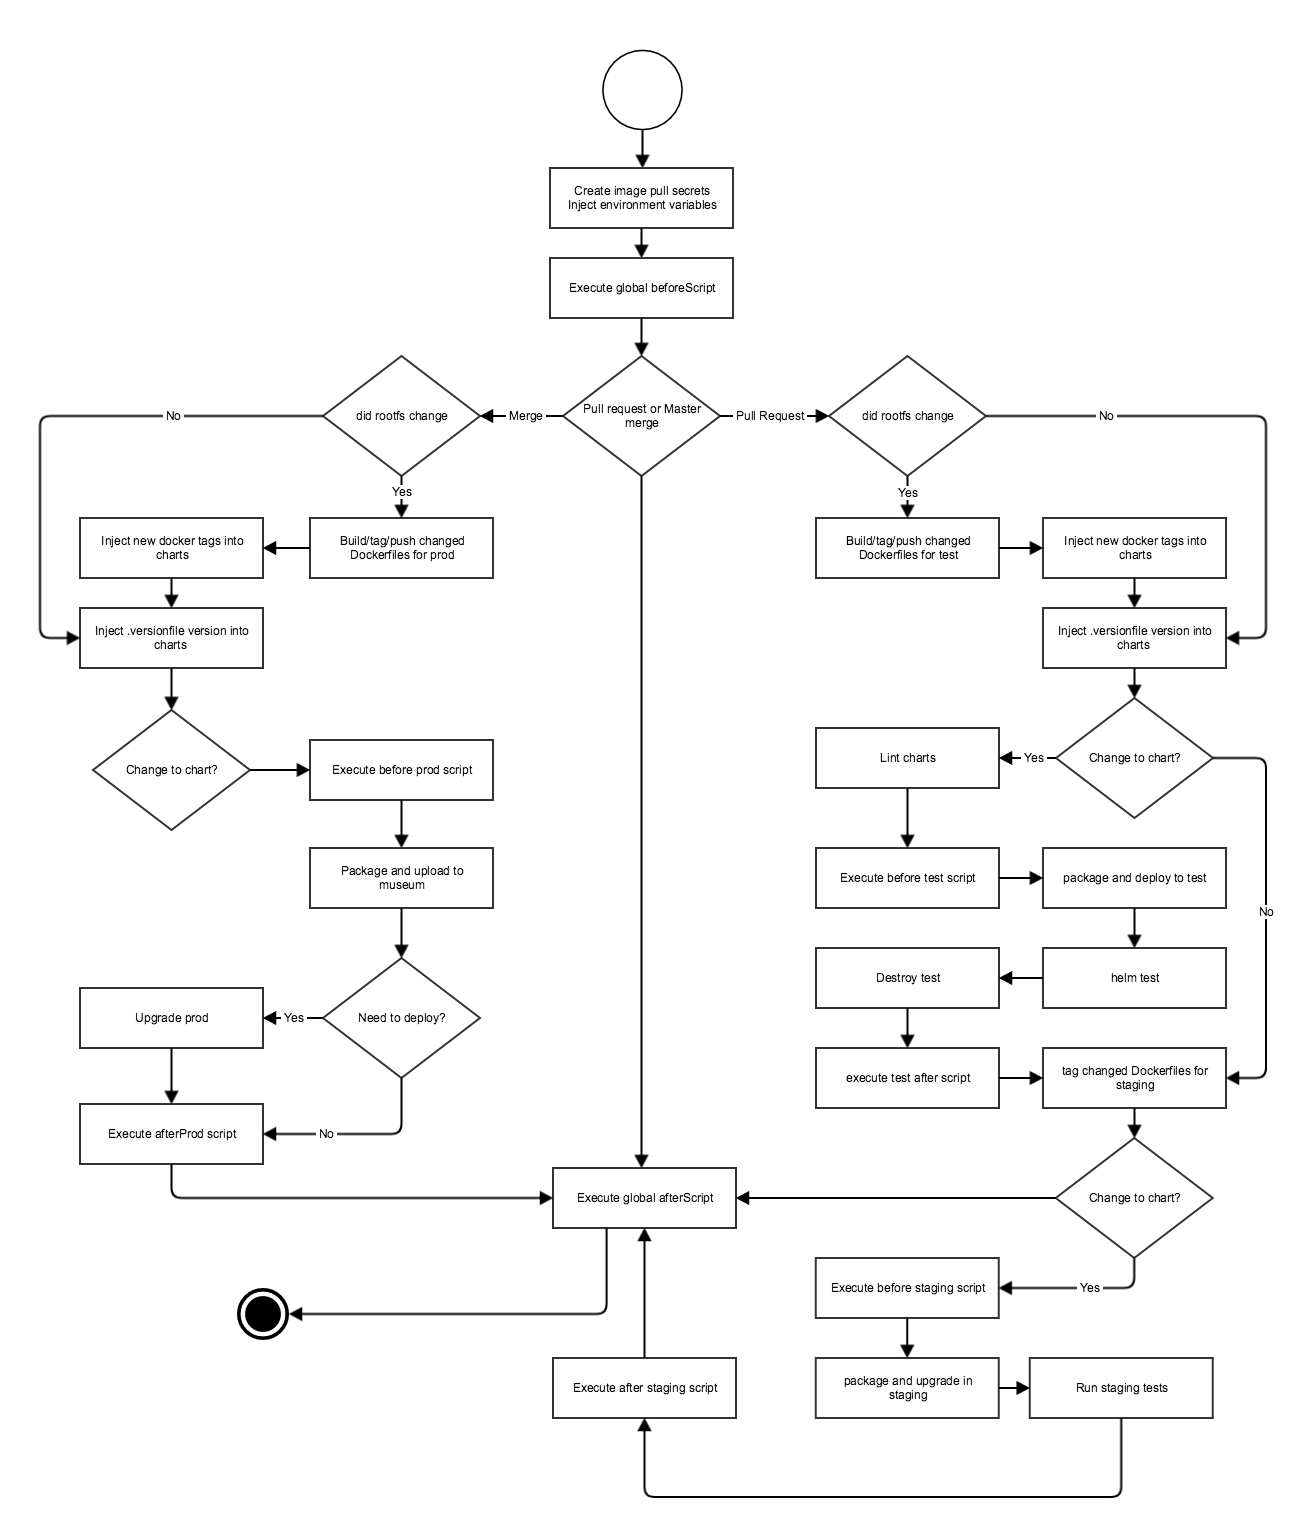 Create image pull secrets
Inject environment variables
Execute global beforeScript
did rootfs change
Pull request or Master
merge
did rootfs change
No
Merge
Pull Request
No
Yes
Yes
Inject new docker tags into
charts
Build/tag/push changed
Dockerfiles for prod
Build/tag/push changed
Dockerfiles for test
Inject new docker tags into
charts
Inject .versionfile version into
charts
Inject .versionfile version into
charts
Change to chart?
Execute before prod script
Lint charts
Yes
Change to chart?
Package and upload to
museum
Execute before test script
package and deploy to test
No
Destroy test
helm test
Upgrade prod
Yes
Need to deploy?
execute test after script
tag changed Dockerfiles for
staging
Execute afterProd script
No
Execute global afterScript
Change to chart?
Execute before staging script
Yes
Execute after staging script
package and upgrade in
staging
Run staging tests